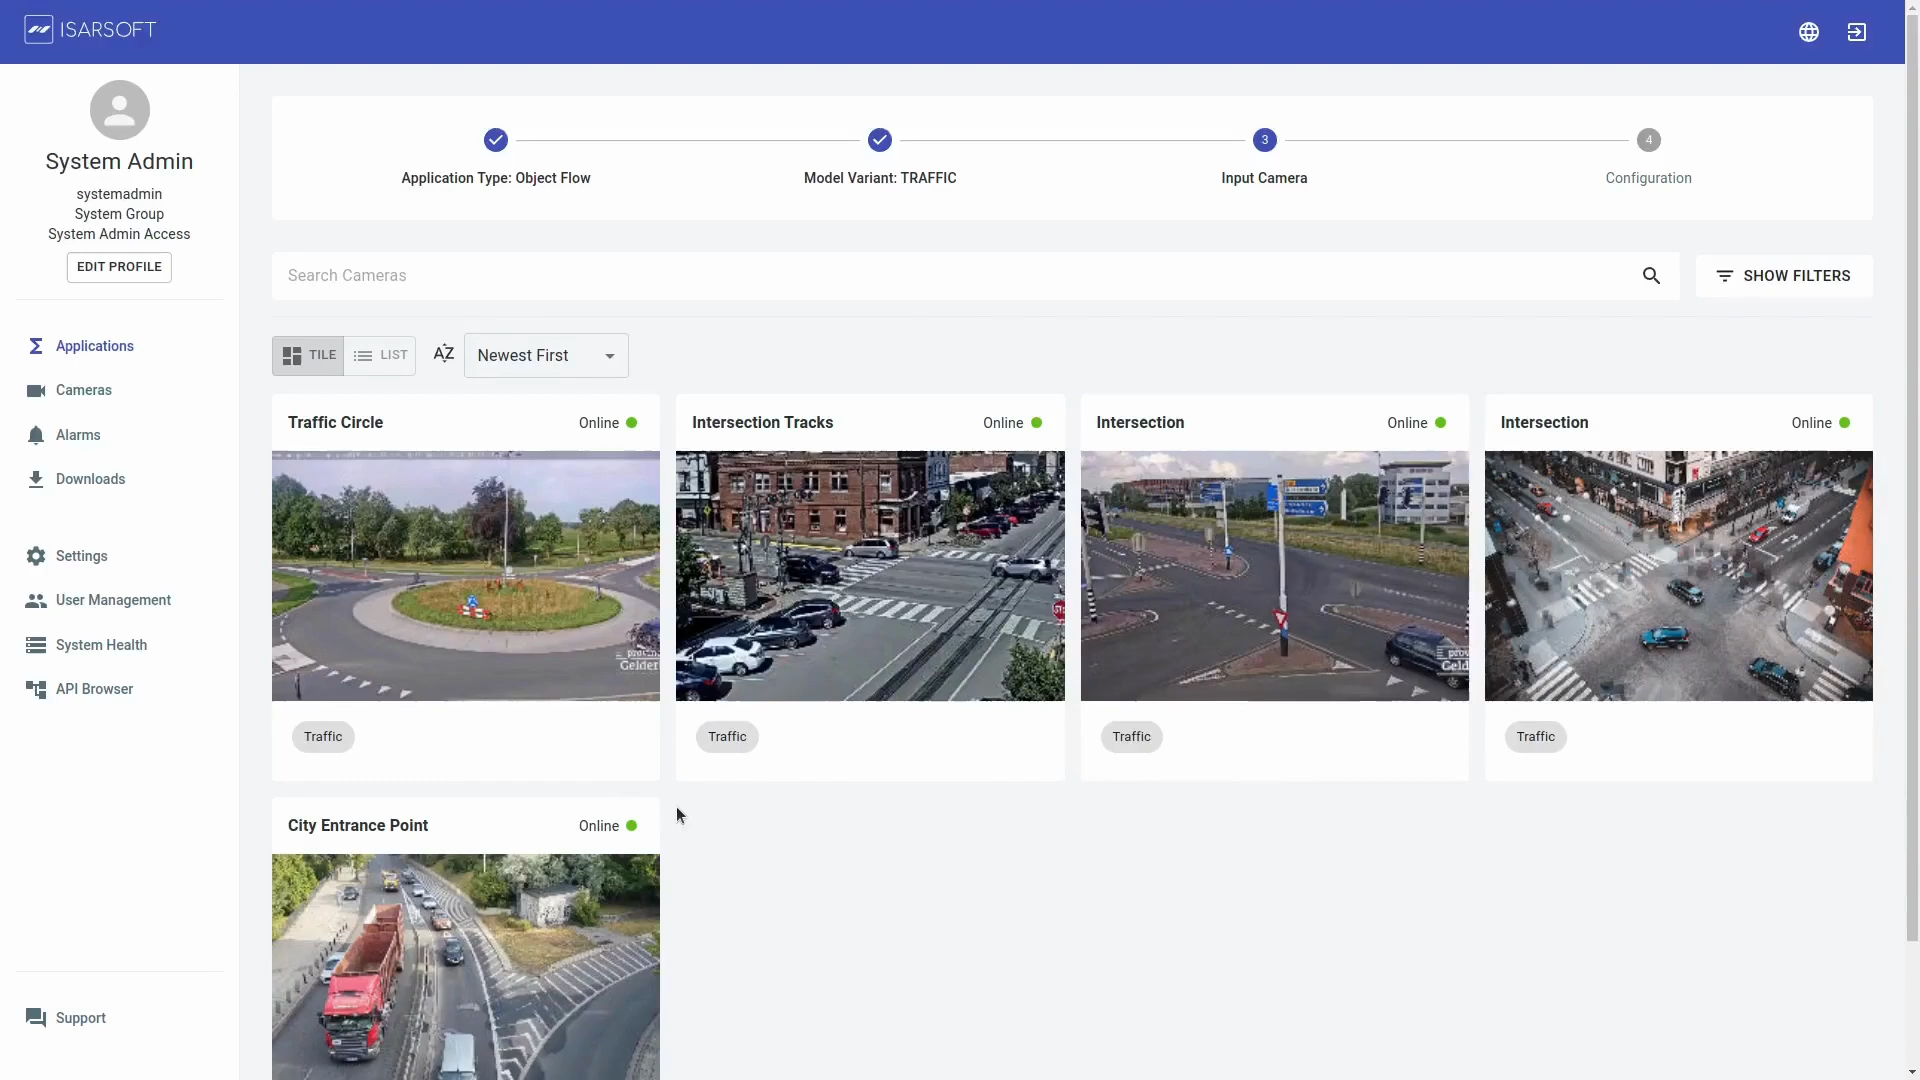 ISARSOFT
System Admin
systemadmin
System Group
System Admin Access
EDIT PROFILE
Applications
Cameras
Alarms
Downloads
Settings
User Management
System Health
API Browser
Support
3
4
Application Type: Object Flow
Model Variant: TRAFFIC
Input Camera
Configuration
Search Cameras
SHOW FILTERS
TILE
LIST
AZ
Newest First
Traffic Circle
Online
Traffic
Intersection Tracks
Online
Traffic
Intersection
Online
Traffic
Intersection
Online
Traffic
City Entrance Point
Online